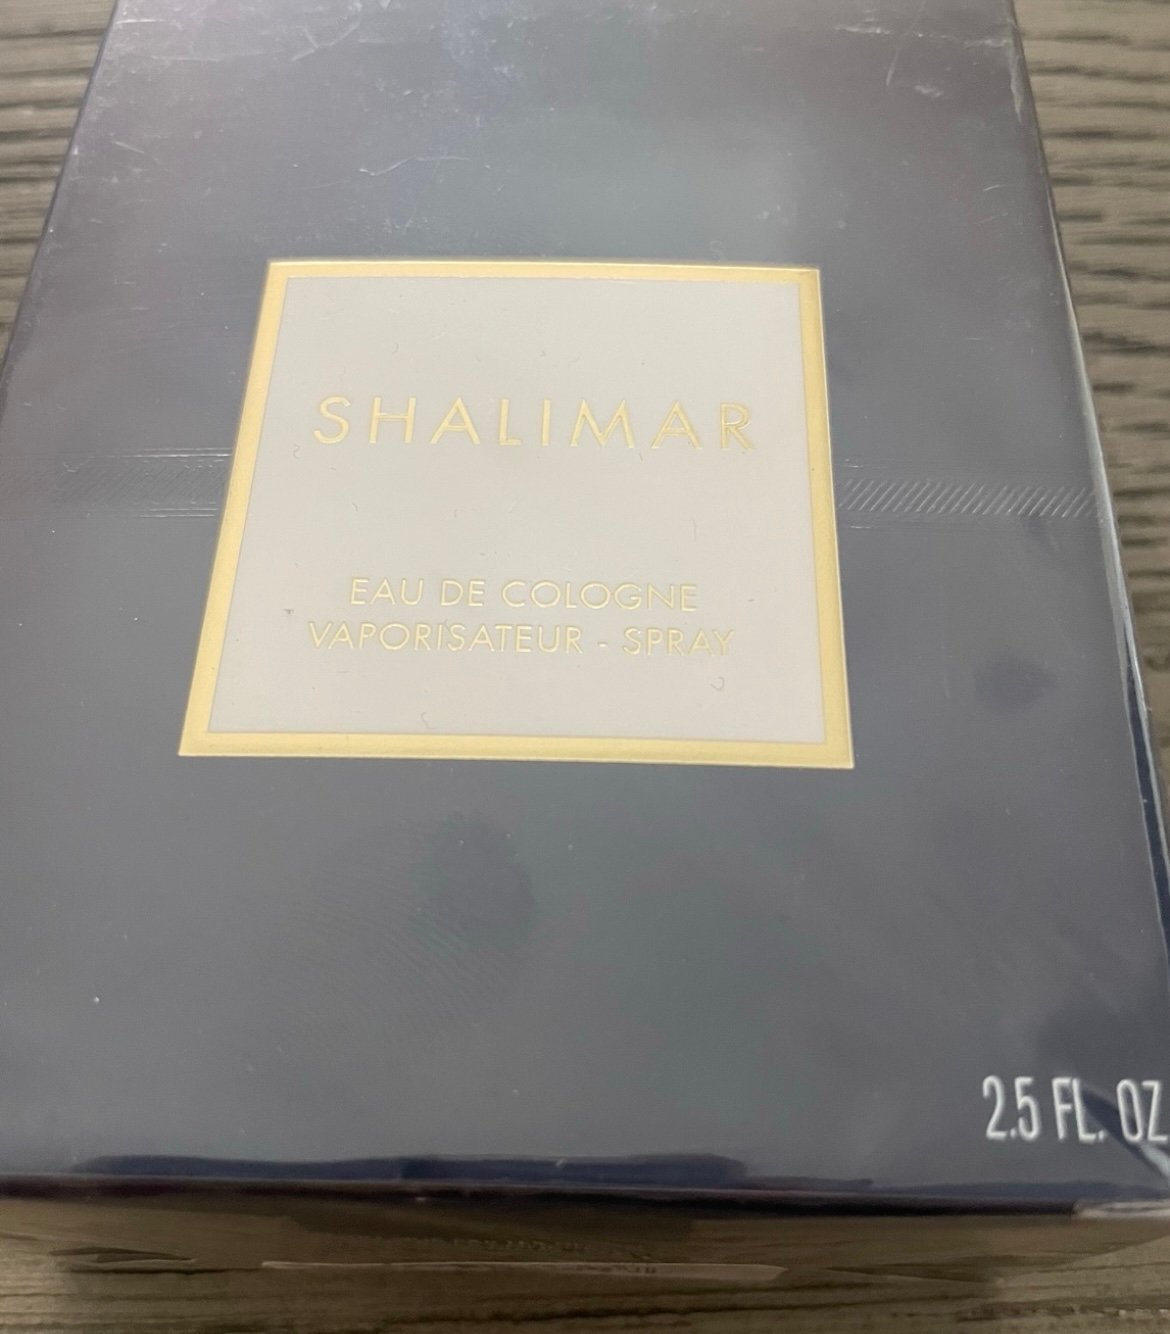 SHALIMAR
EAU DE COLOGNE
VAPORISATEUR - SPRAY
2.5 FL. OZ